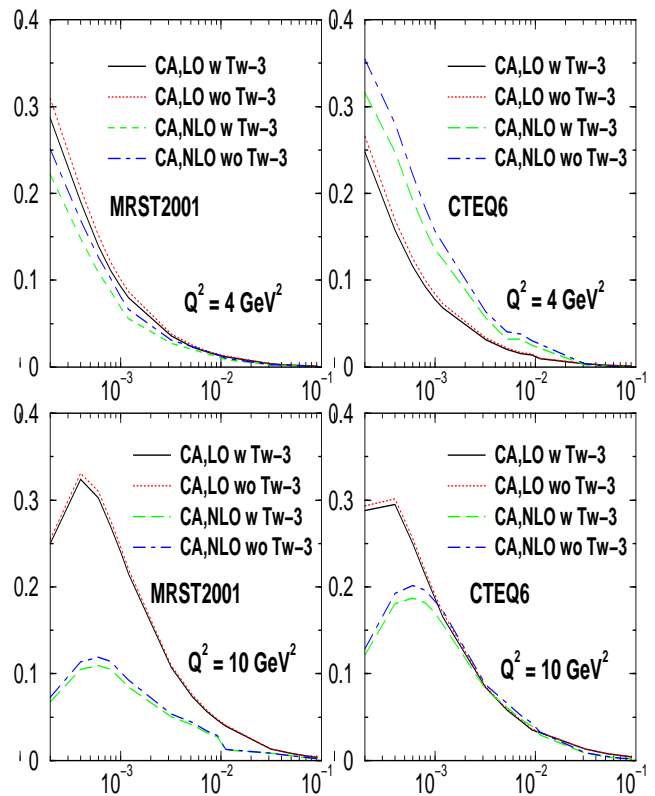 0.4
0.3
0.2
0.1
0
CA,LO w Tw−3
CA,LO wo Tw−3
CA,NLO w Tw−3
CA,NLO wo Tw−3
MRST2001
Q² = 4 GeV²
10⁻³ 10⁻² 10⁻¹
0.4
0.3
0.2
0.1
0
CA,LO w Tw−3
CA,LO wo Tw−3
CA,NLO w Tw−3
CA,NLO wo Tw−3
CTEQ6
Q² = 4 GeV²
10⁻³ 10⁻² 10⁻¹
0.4
0.3
0.2
0.1
0
CA,LO w Tw−3
CA,LO wo Tw−3
CA,NLO w Tw−3
CA,NLO wo Tw−3
MRST2001
Q² = 10 GeV²
10⁻³ 10⁻² 10⁻¹
0.4
0.3
0.2
0.1
0
CA,LO w Tw−3
CA,LO wo Tw−3
CA,NLO w Tw−3
CA,NLO wo Tw−3
CTEQ6
Q² = 10 GeV²
10⁻³ 10⁻² 10⁻¹